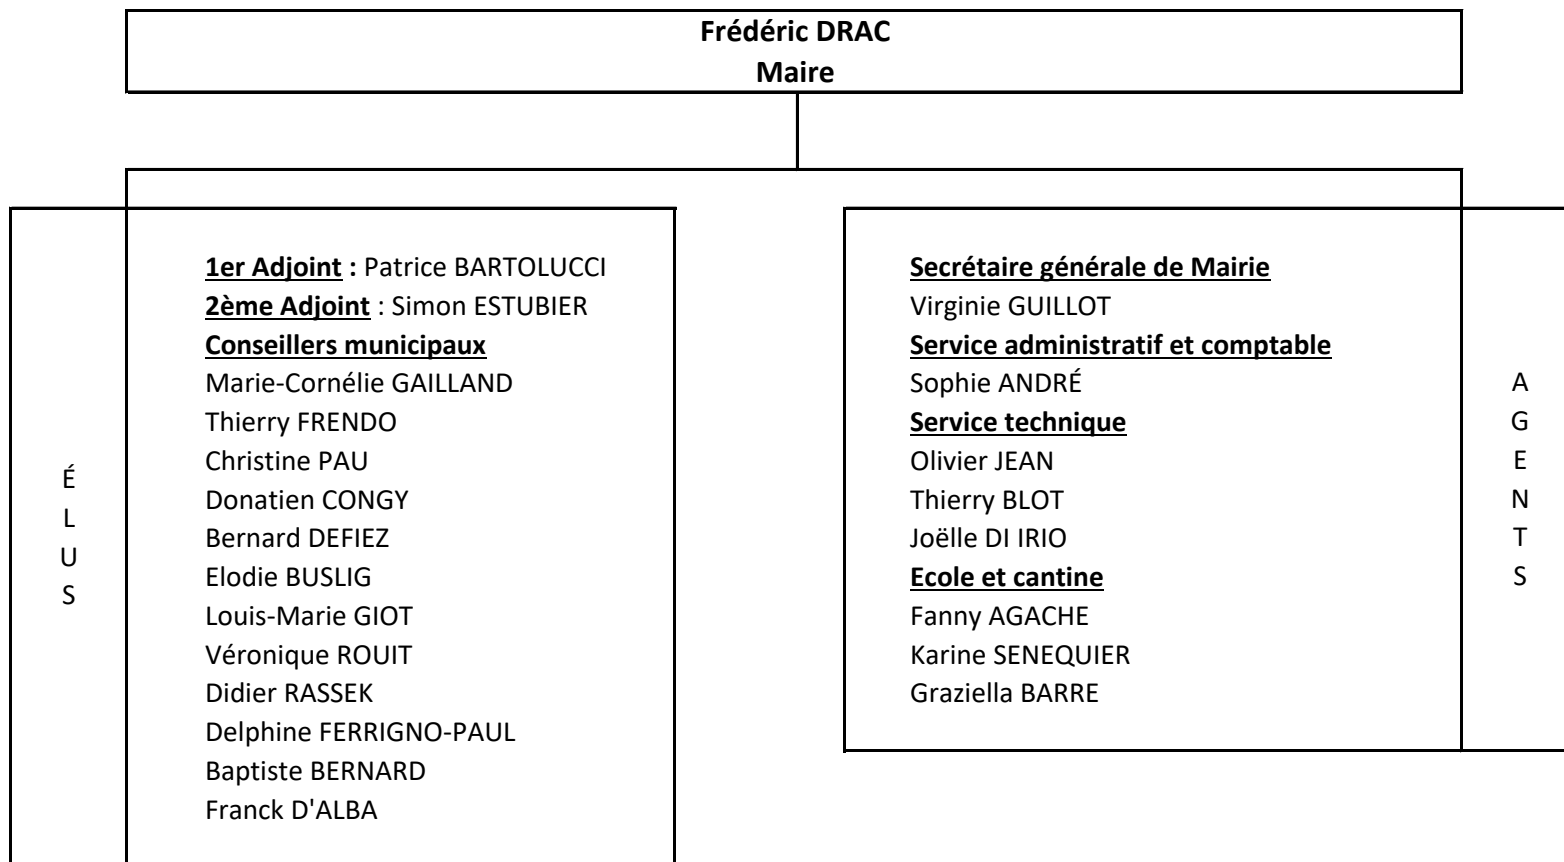 Frédéric DRAC
Maire
É
L
U
S
1er Adjoint : Patrice BARTOLUCCI
2ème Adjoint : Simon ESTUBIER
Conseillers municipaux
Marie-Cornélie GAILLAND
Thierry FRENDO
Christine PAU
Donatien CONGY
Bernard DEFIEZ
Elodie BUSLIG
Louis-Marie GIOT
Véronique ROUIT
Didier RASSEK
Delphine FERRIGNO-PAUL
Baptiste BERNARD
Franck D'ALBA
Secrétaire générale de Mairie
Virginie GUILLOT
Service administratif et comptable
Sophie ANDRÉ
Service technique
Olivier JEAN
Thierry BLOT
Joëlle DI IRIO
Ecole et cantine
Fanny AGACHE
Karine SENEQUIER
Graziella BARRE
A
G
E
N
T
S